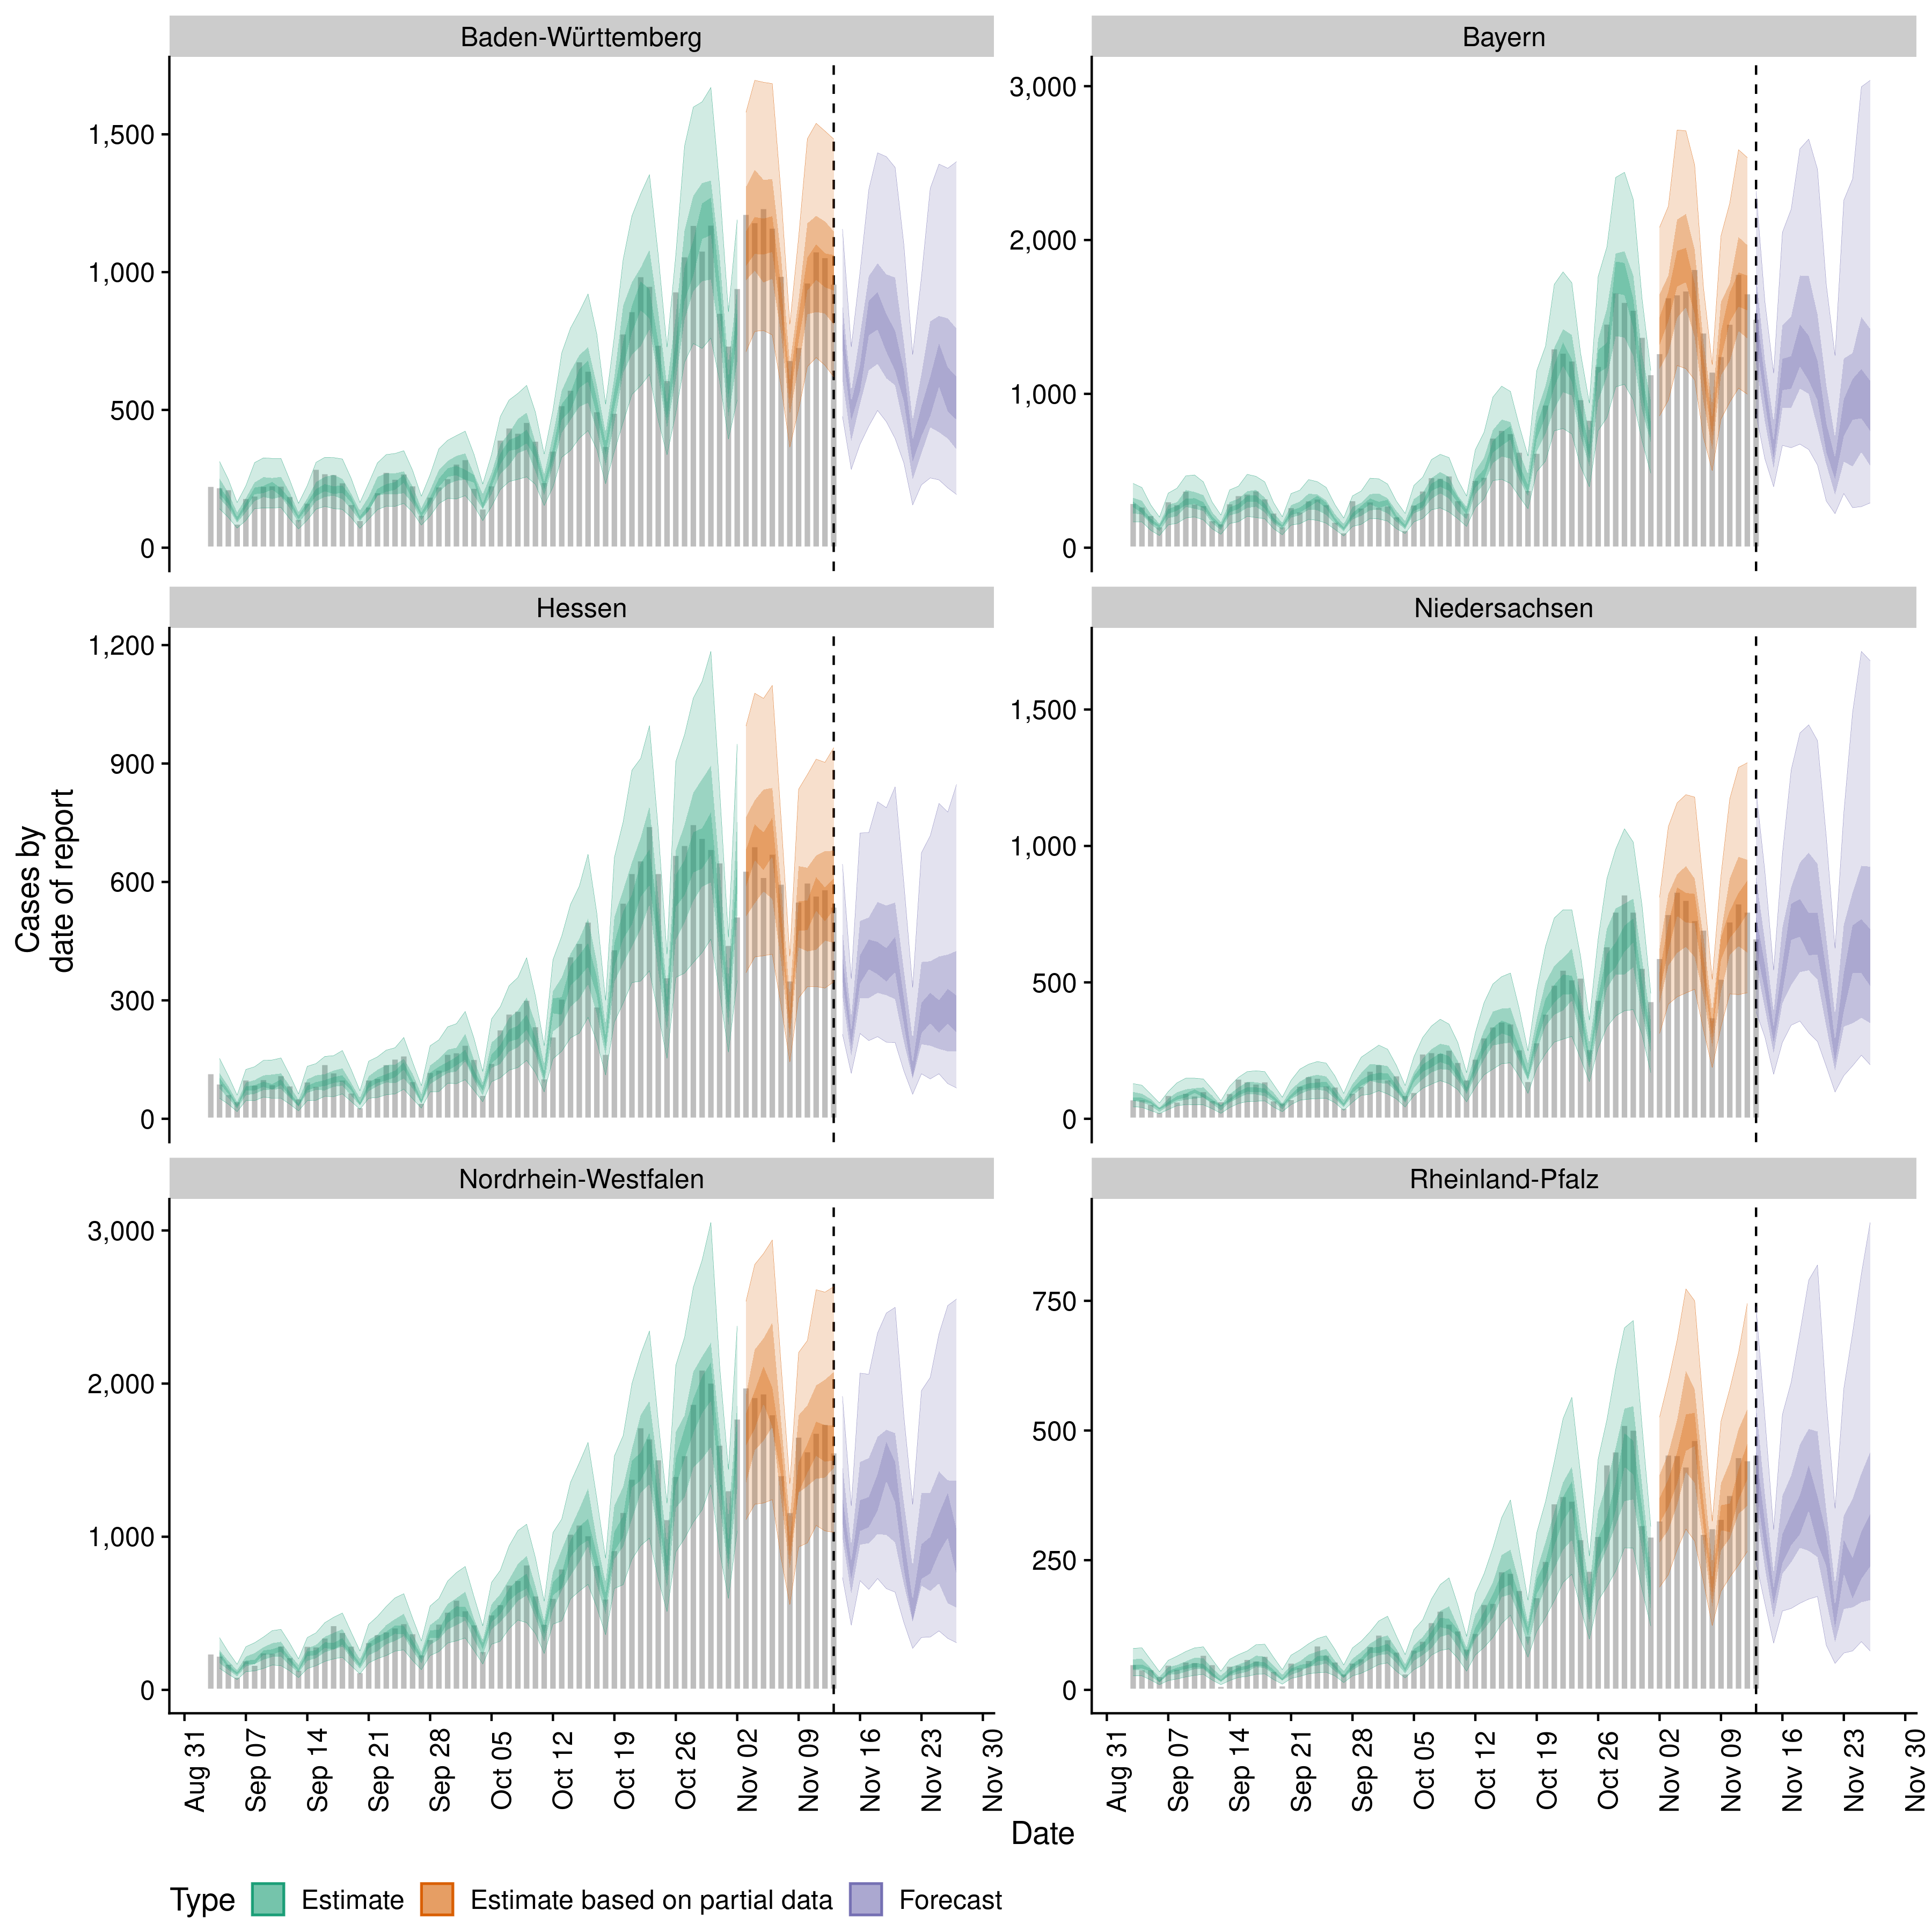 Baden-Württemberg
Bayern
1,500
1,000
500
0
3,000
2,000
1,000
0
Hessen
Niedersachsen
1,200
900
600
300
0
1,500
1,000
500
0
Nordrhein-Westfalen
Rheinland-Pfalz
3,000
2,000
1,000
0
750
500
250
0
Cases by
date of report
Aug 31
Sep 07
Sep 14
Sep 21
Sep 28
Oct 05
Oct 12
Oct 19
Oct 26
Nov 02
Nov 09
Nov 16
Nov 23
Nov 30
Aug 31
Sep 07
Sep 14
Sep 21
Sep 28
Oct 05
Oct 12
Oct 19
Oct 26
Nov 02
Nov 09
Nov 16
Nov 23
Nov 30
Date
Type Estimate Estimate based on partial data Forecast